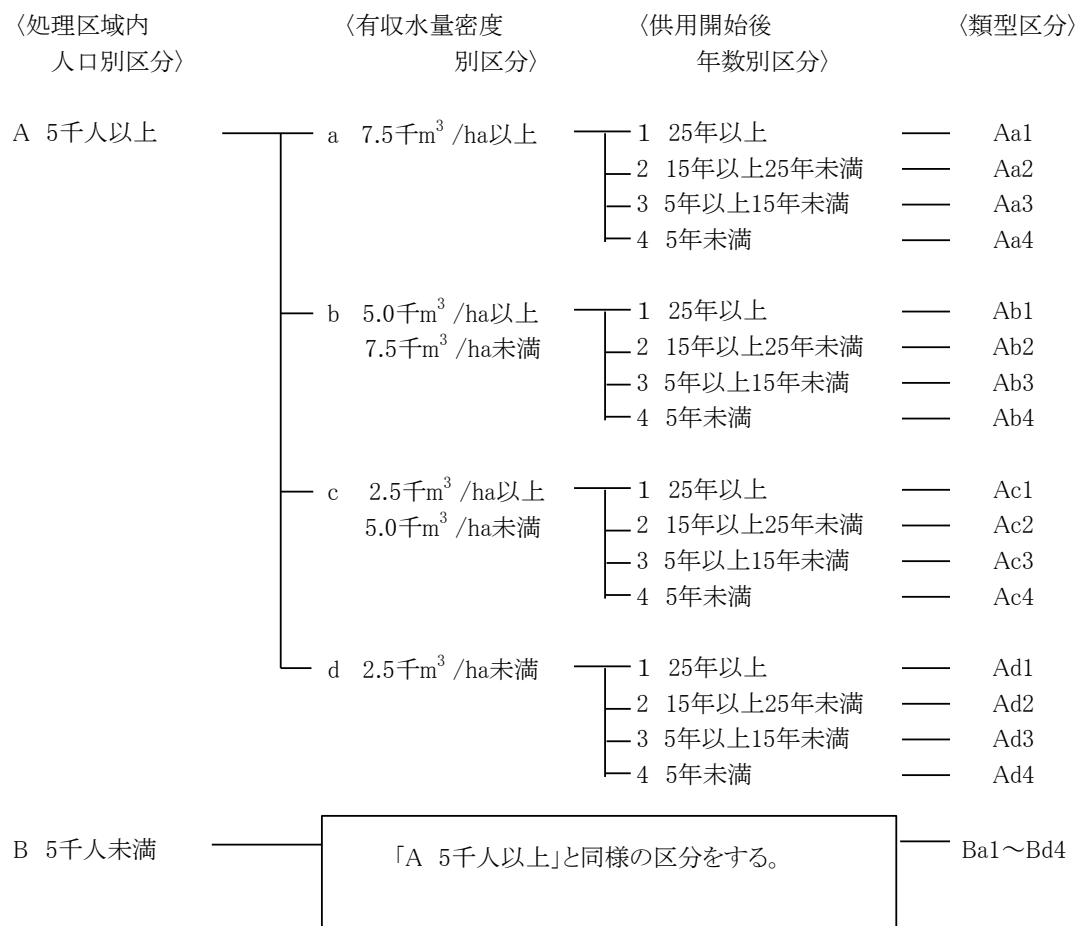 〈処理区域内 〈有収水量密度 〈供用開始後 〈類型区分〉
人口別区分〉 別区分〉 年数別区分〉
A 5千人以上 a 7.5千m³/ha以上 1 25年以上 Aa1
2 15年以上25年未満 Aa2
3 5年以上15年未満 Aa3
4 5年未満 Aa4
b 5.0千m³/ha以上 1 25年以上 Ab1
7.5千m³/ha未満 2 15年以上25年未満 Ab2
3 5年以上15年未満 Ab3
4 5年未満 Ab4
c 2.5千m³/ha以上 1 25年以上 Ac1
5.0千m³/ha未満 2 15年以上25年未満 Ac2
3 5年以上15年未満 Ac3
4 5年未満 Ac4
d 2.5千m³/ha未満 1 25年以上 Ad1
2 15年以上25年未満 Ad2
3 5年以上15年未満 Ad3
4 5年未満 Ad4
B 5千人未満 「A 5千人以上」と同様の区分をする。 Ba1～Bd4